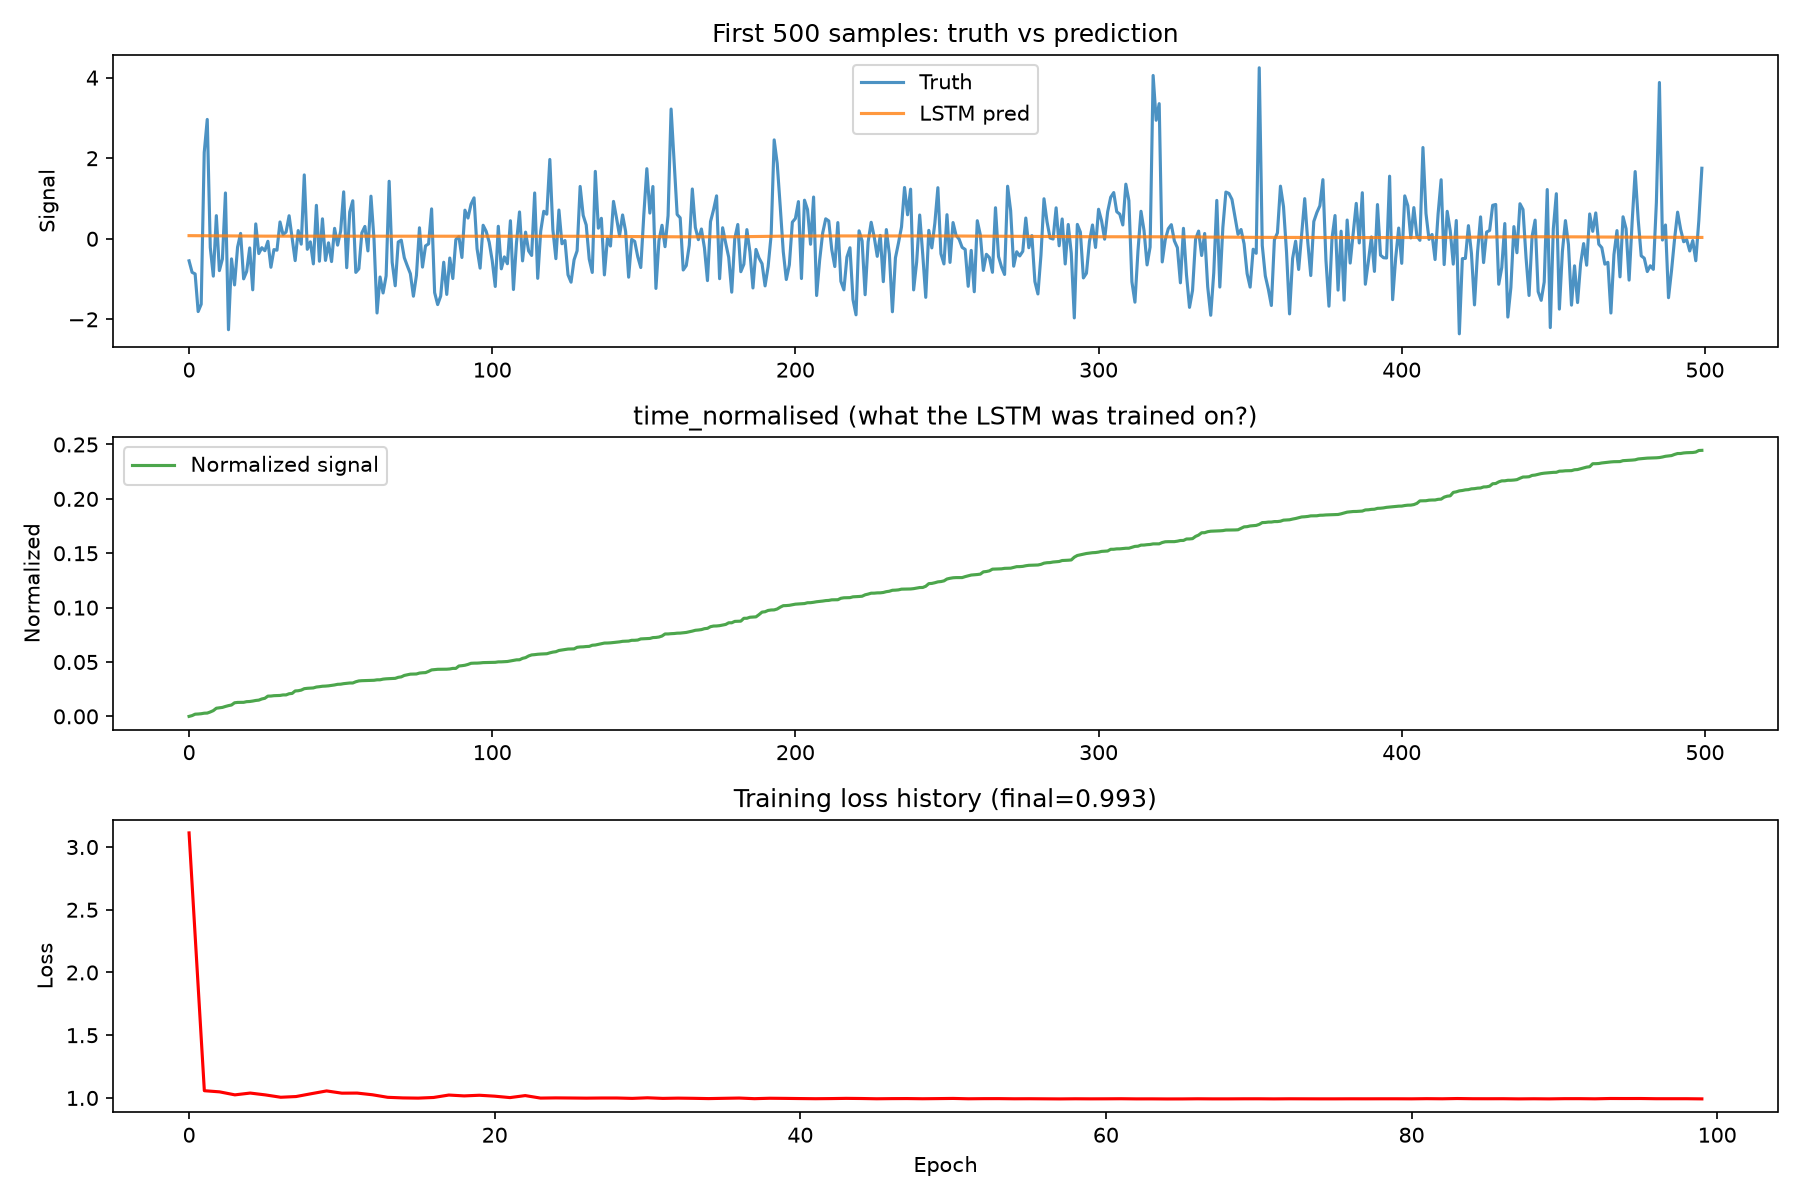 First 500 samples: truth vs prediction
Signal
4
2
0
−2
Truth
LSTM pred
0 100 200 300 400 500
time_normalised (what the LSTM was trained on?)
Normalized
0.25
0.20
0.15
0.10
0.05
0.00
Normalized signal
0 100 200 300 400 500
Training loss history (final=0.993)
Loss
3.0
2.5
2.0
1.5
1.0
0 20 40 60 80 100
Epoch